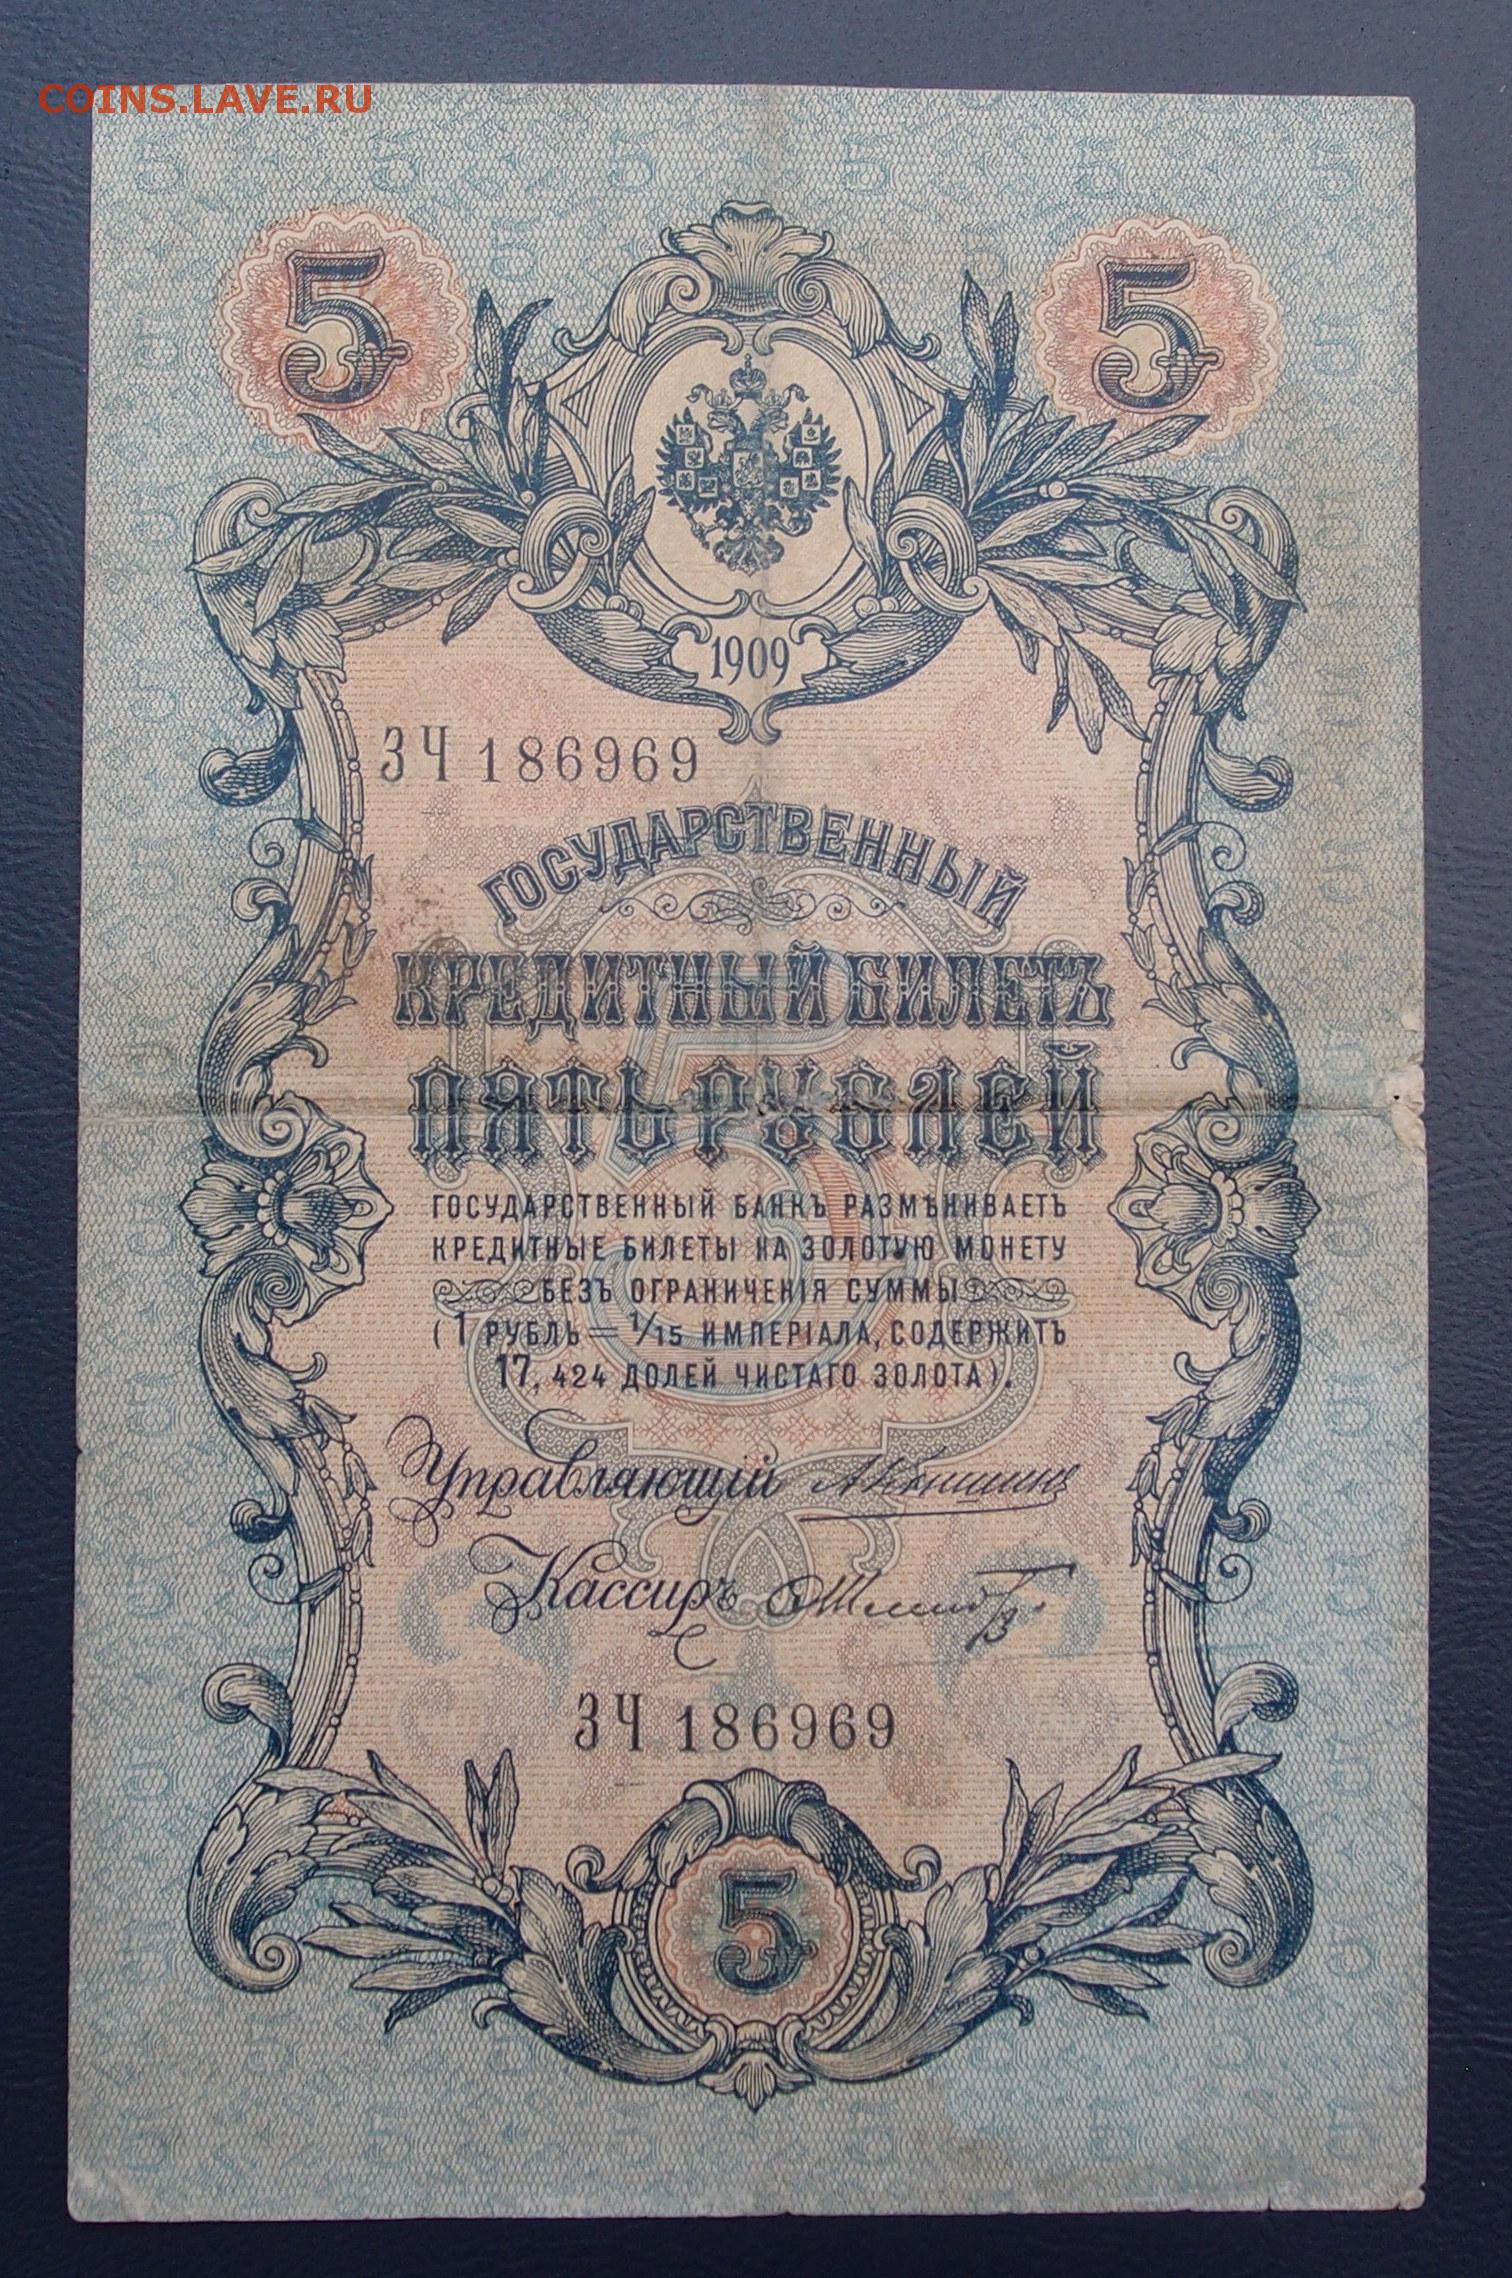 COINS.LAVE.RU
5 5
1909
ЗЧ 186969
ГОСУДАРСТВЕННЫЙ
КРЕДИТНЫЙ БИЛЕТЪ
ПЯТЬ РУБЛЕЙ
ГОСУДАРСТВЕННЫЙ БАНКЪ РАЗМѢНИВАЕТЪ
КРЕДИТНЫЕ БИЛЕТЫ НА ЗОЛОТУЮ МОНЕТУ
БЕЗЪ ОГРАНИЧЕНІЯ СУММЫ
(1 РУБЛЬ = 1/15 ИМПЕРІАЛА, СОДЕРЖИТЪ
17,424 ДОЛЕЙ ЧИСТАГО ЗОЛОТА).
Управляющій АКоншинъ
Кассиръ
ЗЧ 186969
5